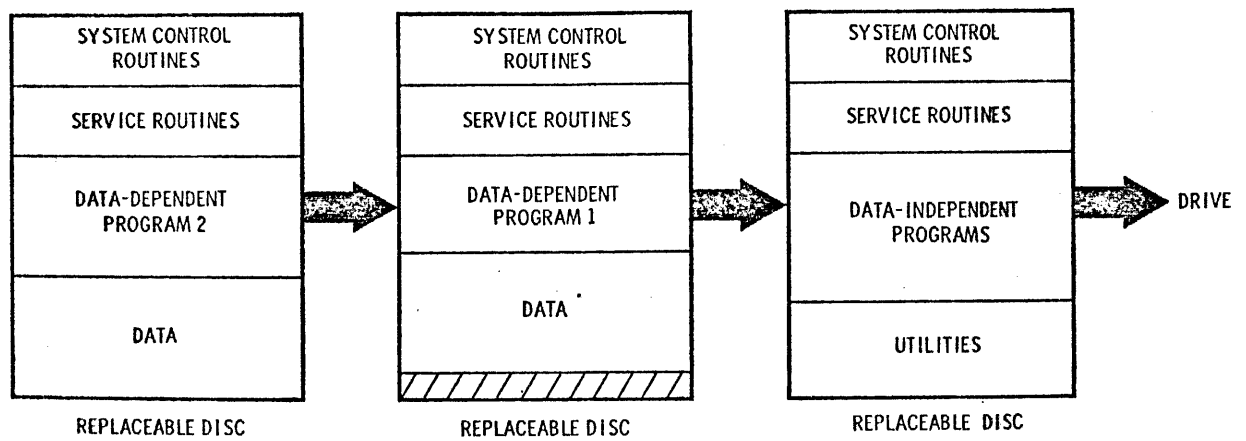 SYSTEM CONTROL
ROUTINES
SERVICE ROUTINES
DATA-DEPENDENT
PROGRAM 2
DATA
REPLACEABLE DISC
SYSTEM CONTROL
ROUTINES
SERVICE ROUTINES
DATA-DEPENDENT
PROGRAM 1
DATA
REPLACEABLE DISC
SYSTEM CONTROL
ROUTINES
SERVICE ROUTINES
DATA-INDEPENDENT
PROGRAMS
UTILITIES
REPLACEABLE DISC
DRIVE